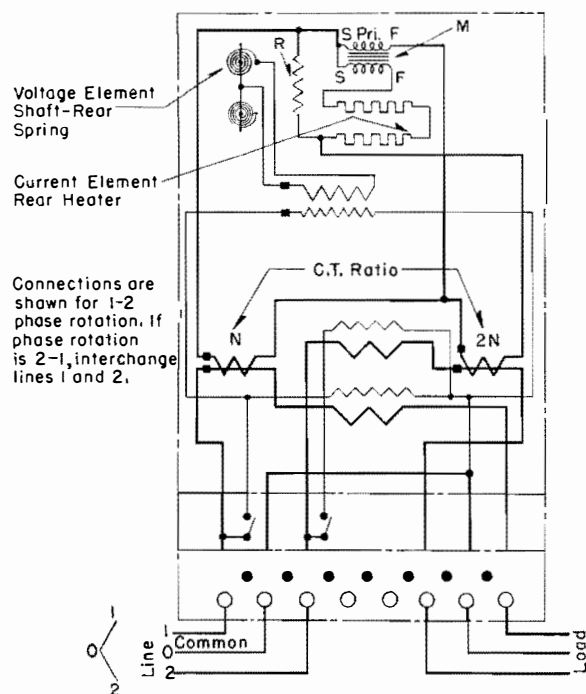 S Pri. F
M
R
S F
Voltage Element
Shaft-Rear
Spring
Current Element
Rear Heater
C.T. Ratio
Connections are
shown for 1-2
phase rotation. If
phase rotation
is 2-1, interchange
lines 1 and 2.
N
2N
1
0
2
Line
1
Common
0
2
Load